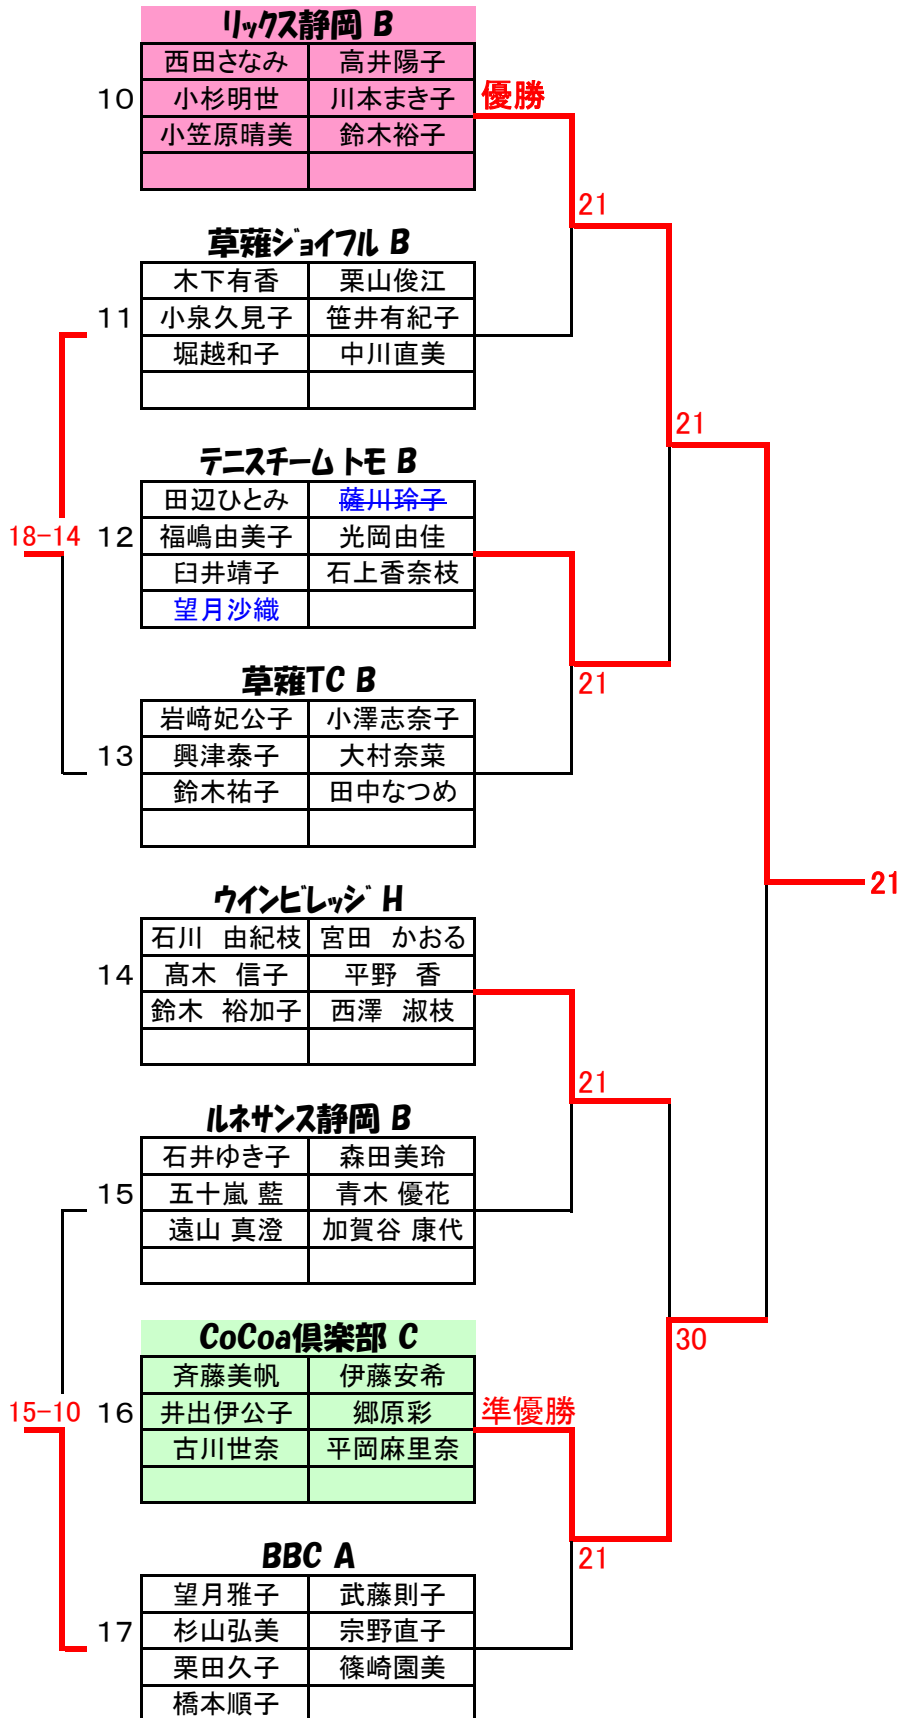 リックス静岡 B
西田さなみ 高井陽子
10 小杉明世 川本まき子 優勝
小笠原晴美 鈴木裕子
21
草薙ジョイフル B
木下有香 栗山俊江
11 小泉久見子 笹井有紀子
堀越和子 中川直美
21
テニスチーム トモ B
田辺ひとみ 薩川玲子
18-14 12 福嶋由美子 光岡由佳
臼井靖子 石上香奈枝
望月沙織
21
草薙TC B
岩﨑妃公子 小澤志奈子
13 興津泰子 大村奈菜
鈴木祐子 田中なつめ
21
ウインビレッジ H
石川 由紀枝 宮田 かおる
14 髙木 信子 平野 香
鈴木 裕加子 西澤 淑枝
21
ルネサンス静岡 B
石井ゆき子 森田美玲
15 五十嵐 藍 青木 優花
遠山 真澄 加賀谷 康代
CoCoa倶楽部 C
30
斉藤美帆 伊藤安希
15-10 16 井出伊公子 郷原彩 準優勝
古川世奈 平岡麻里奈
BBC A
21
望月雅子 武藤則子
17 杉山弘美 宗野直子
栗田久子 篠崎園美
橋本順子